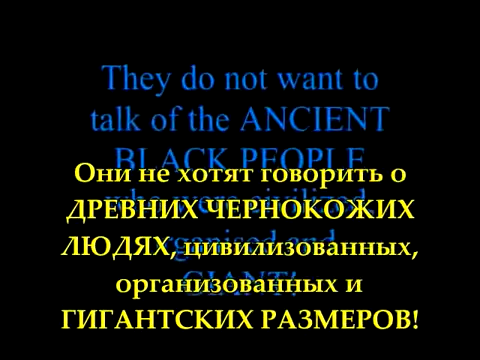 They do not want to
talk of the ANCIENT
BLACK PEOPLE
Они не хотят говорить о
ДРЕВНИХ ЧЕРНОКОЖИХ
ЛЮДЯХ, цивилизованных,
организованных и
ГИГАНТСКИХ РАЗМЕРОВ!